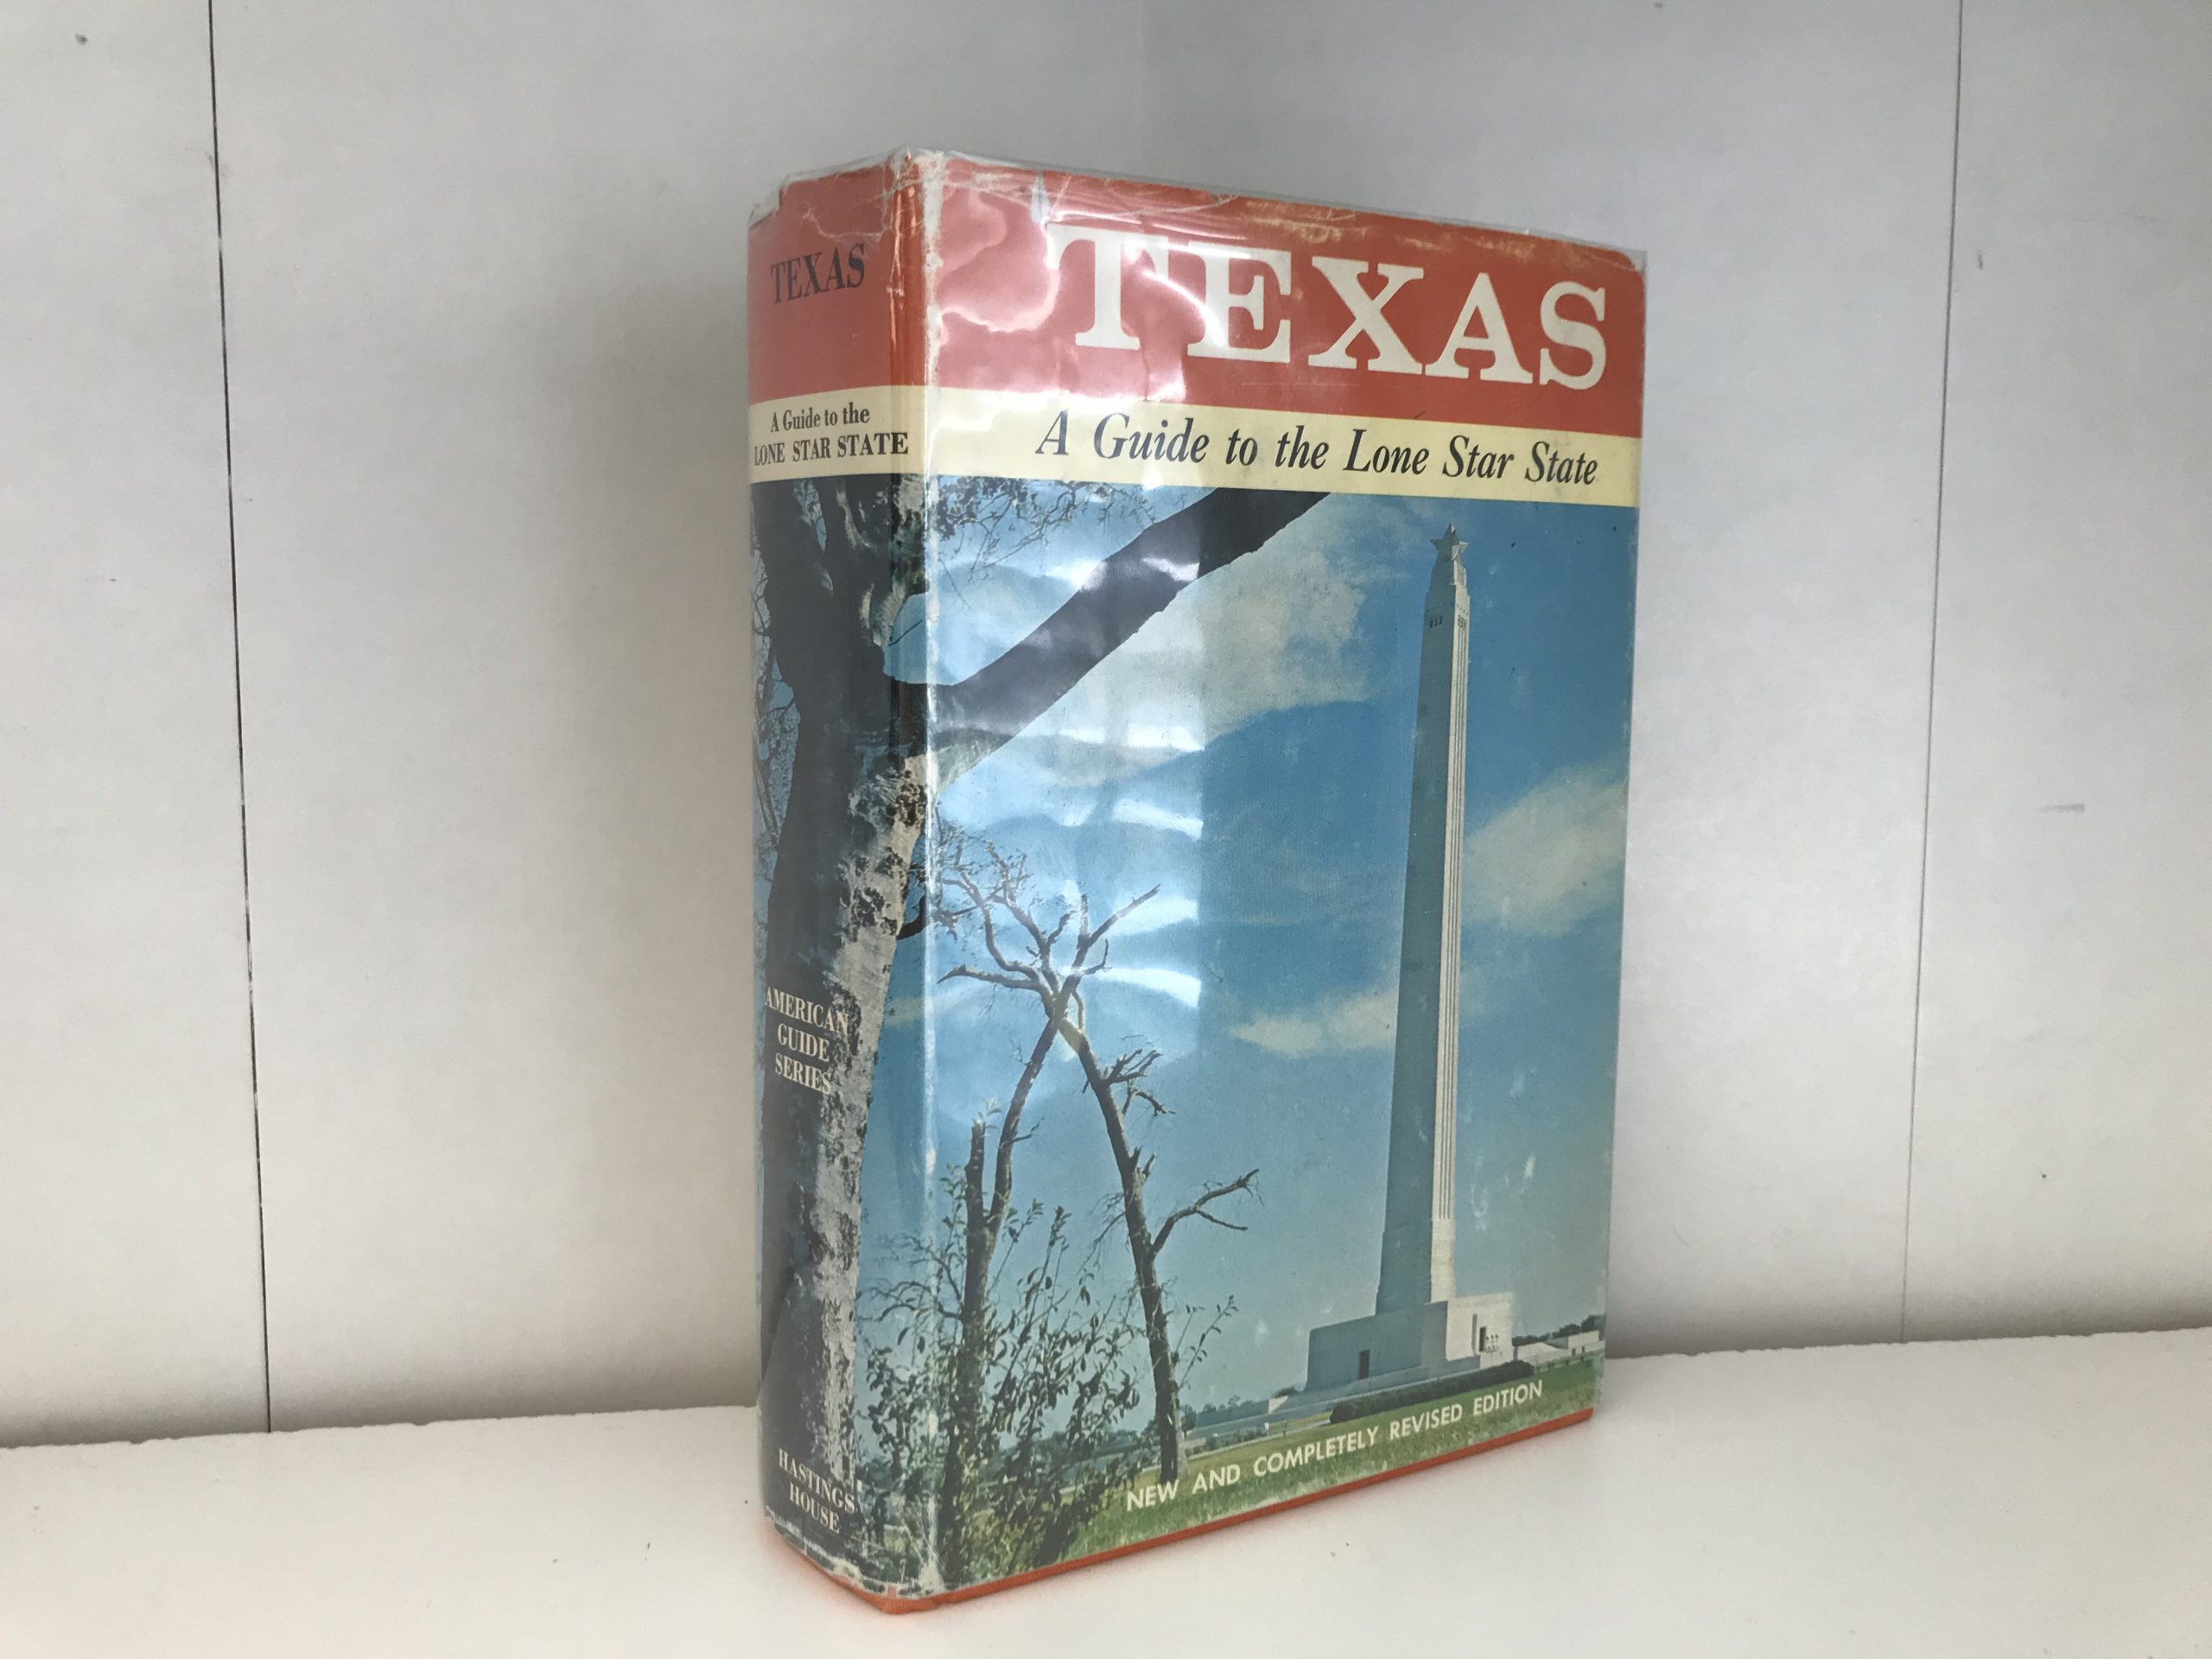 TEXAS
A Guide to the
LONE STAR STATE
AMERICAN
GUIDE
SERIES
HASTINGS
HOUSE
TEXAS
A Guide to the Lone Star State
NEW AND COMPLETELY REVISED EDITION